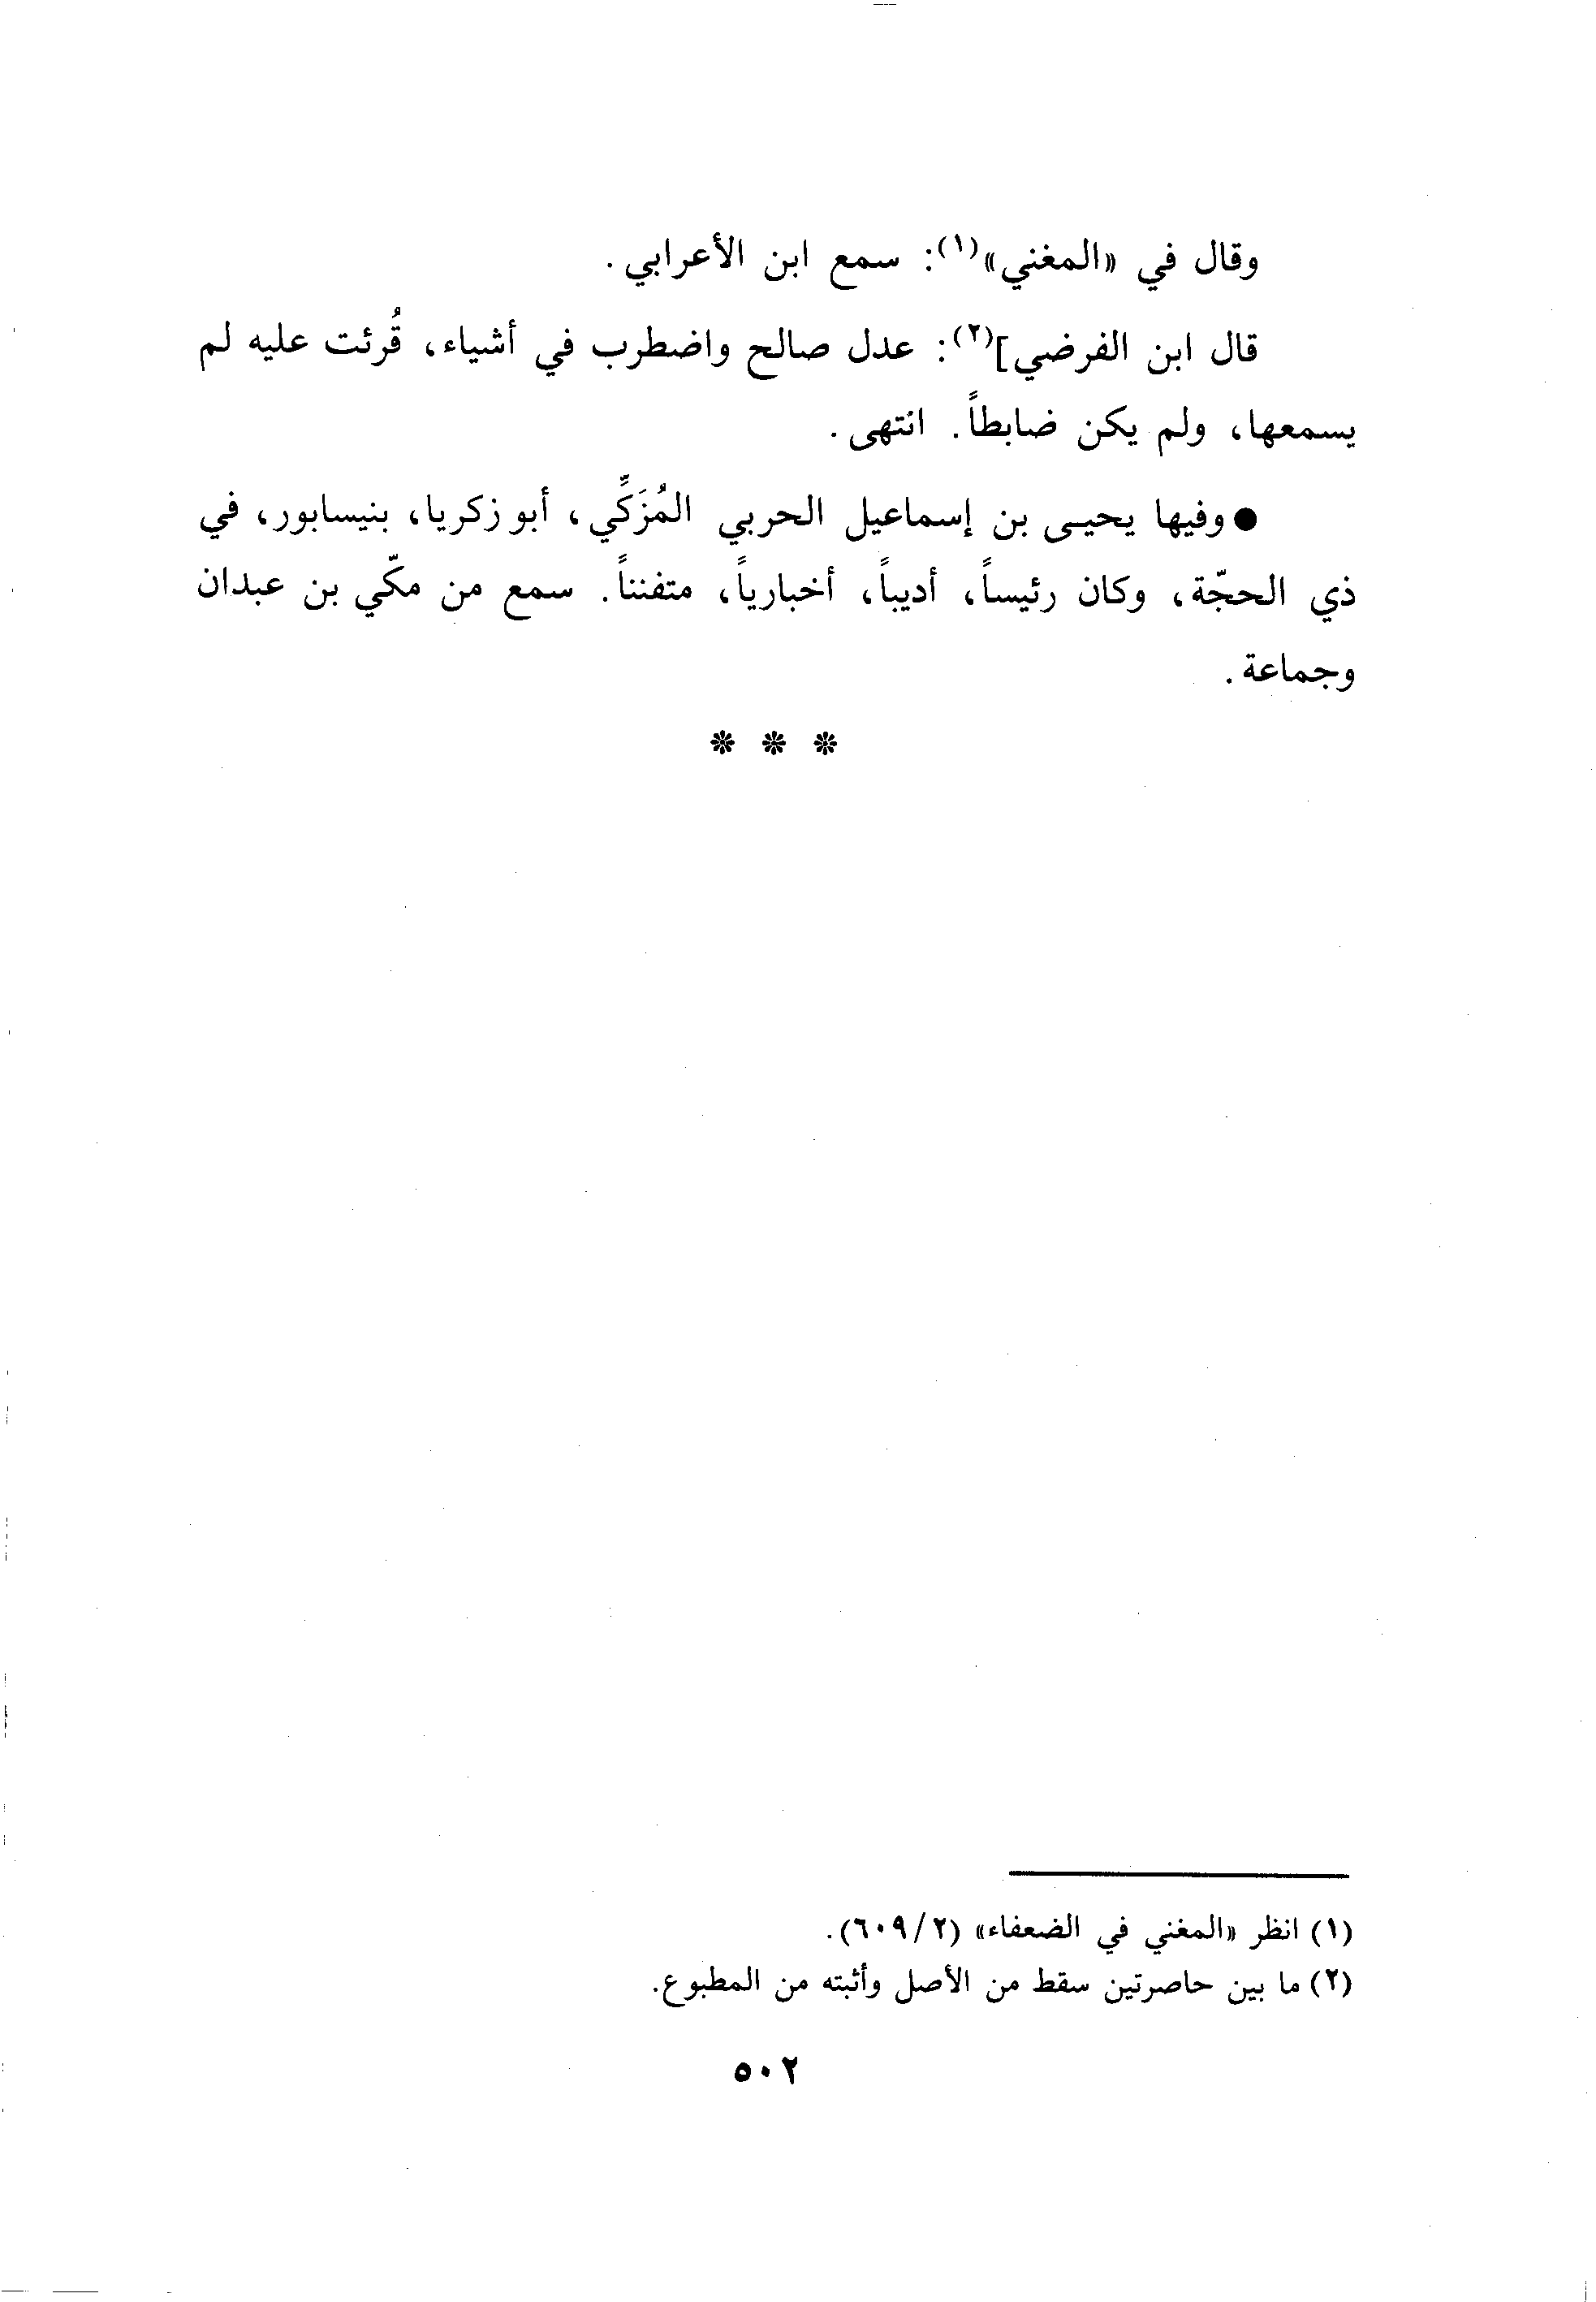 وقال في «المغني»(١): سمع ابن الأعرابي.
قال ابن الفرضي](٢): عدل صالح واضطرب في أشياء، قُرئت عليه لم
يسمعها، ولم يكن ضابطاً. انتهى.
● وفيها يحيـى بن إسماعيل الحربي المُزَكِّي، أبو زكريا، بنيسابور، في
ذي الحجّة، وكان رئيساً، أديباً، أخبارياً، متفنناً. سمع من مكّي بن عبدان
وجماعة.
* * *
(١) انظر «المغني في الضعفاء» (٢/ ٦٠٩).
(٢) ما بين حاصرتين سقط من الأصل وأثبته من المطبوع.
٥٠٢